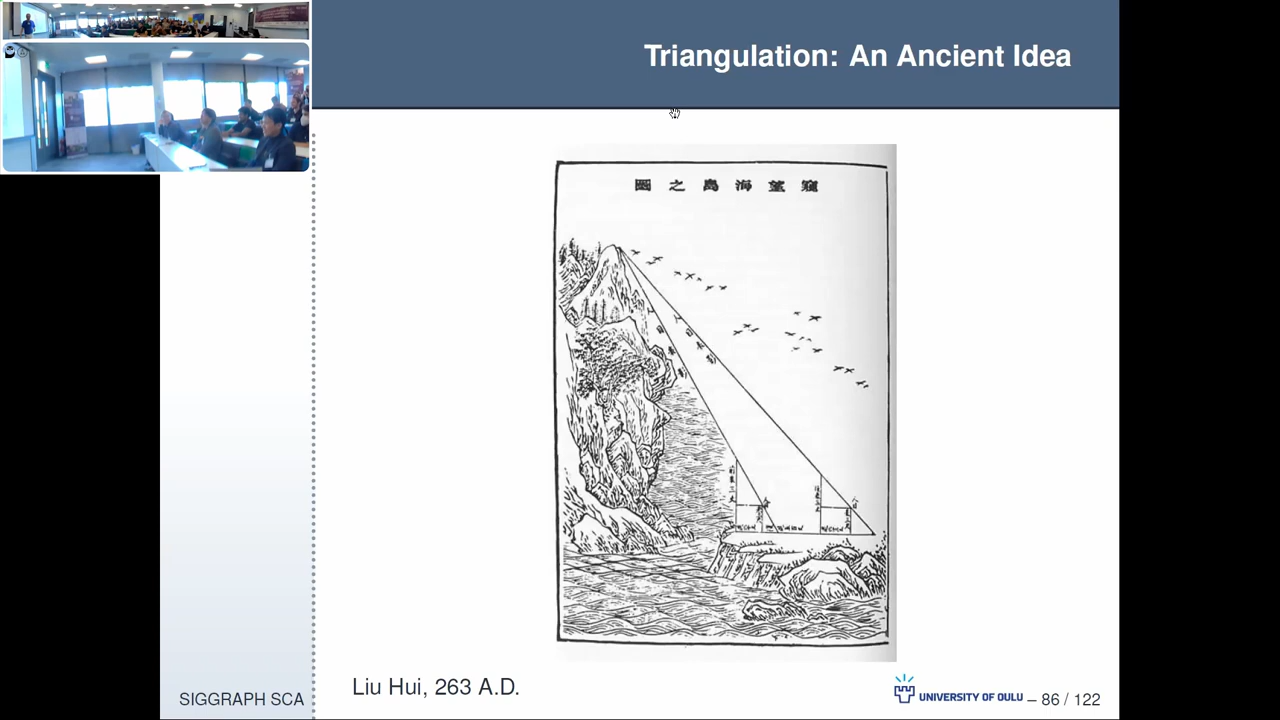 Triangulation: An Ancient Idea
窺望海島之圖
Liu Hui, 263 A.D.
SIGGRAPH SCA
UNIVERSITY OF OULU – 86 / 122